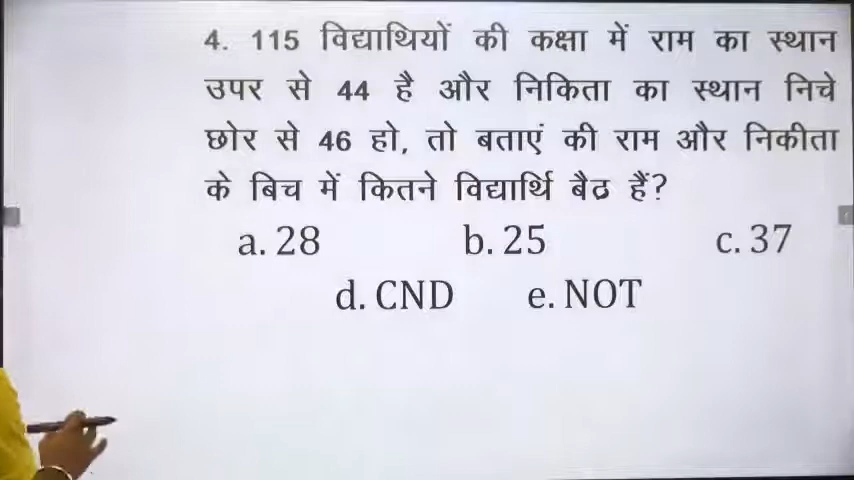 4. 115 विद्याथियों की कक्षा में राम का स्थान
उपर से 44 है और निकिता का स्थान निचे
छोर से 46 हो, तो बताएं की राम और निकीता
के बिच में कितने विद्यार्थि बैठ हैं?
a. 28 b. 25 c. 37
d. CND e. NOT